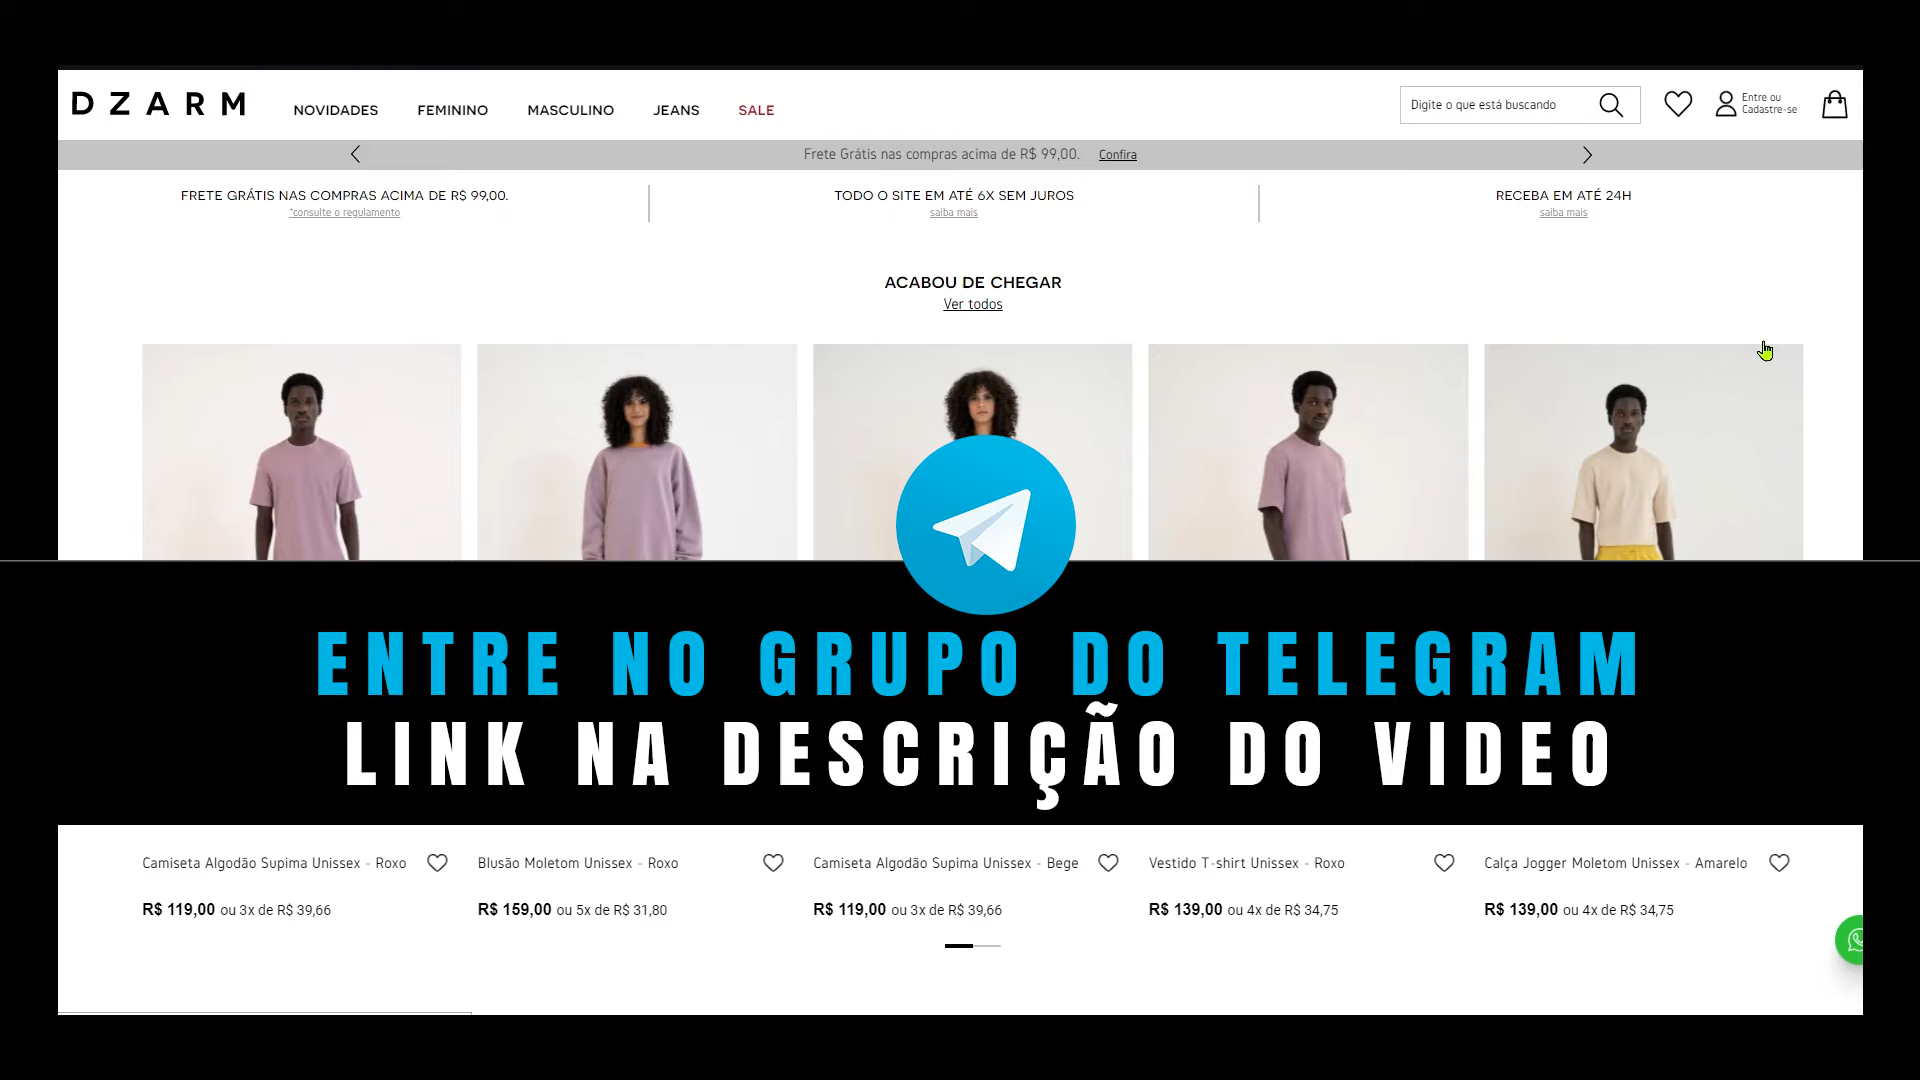 DZARM
NOVIDADES FEMININO MASCULINO JEANS SALE
Digite o que está buscando
Entre ou
Cadastre-se
Frete Grátis nas compras acima de R$ 99,00. Confira
FRETE GRÁTIS NAS COMPRAS ACIMA DE R$ 99,00.
*consulte o regulamento
TODO O SITE EM ATÉ 6X SEM JUROS
saiba mais
RECEBA EM ATÉ 24H
saiba mais
ACABOU DE CHEGAR
Ver todos
ENTRE NO GRUPO DO TELEGRAM
LINK NA DESCRIÇÃO DO VIDEO
Camiseta Algodão Supima Unissex - Roxo
R$ 119,00 ou 3x de R$ 39,66
Blusão Moletom Unissex - Roxo
R$ 159,00 ou 5x de R$ 31,80
Camiseta Algodão Supima Unissex - Bege
R$ 119,00 ou 3x de R$ 39,66
Vestido T-shirt Unissex - Roxo
R$ 139,00 ou 4x de R$ 34,75
Calça Jogger Moletom Unissex - Amarelo
R$ 139,00 ou 4x de R$ 34,75